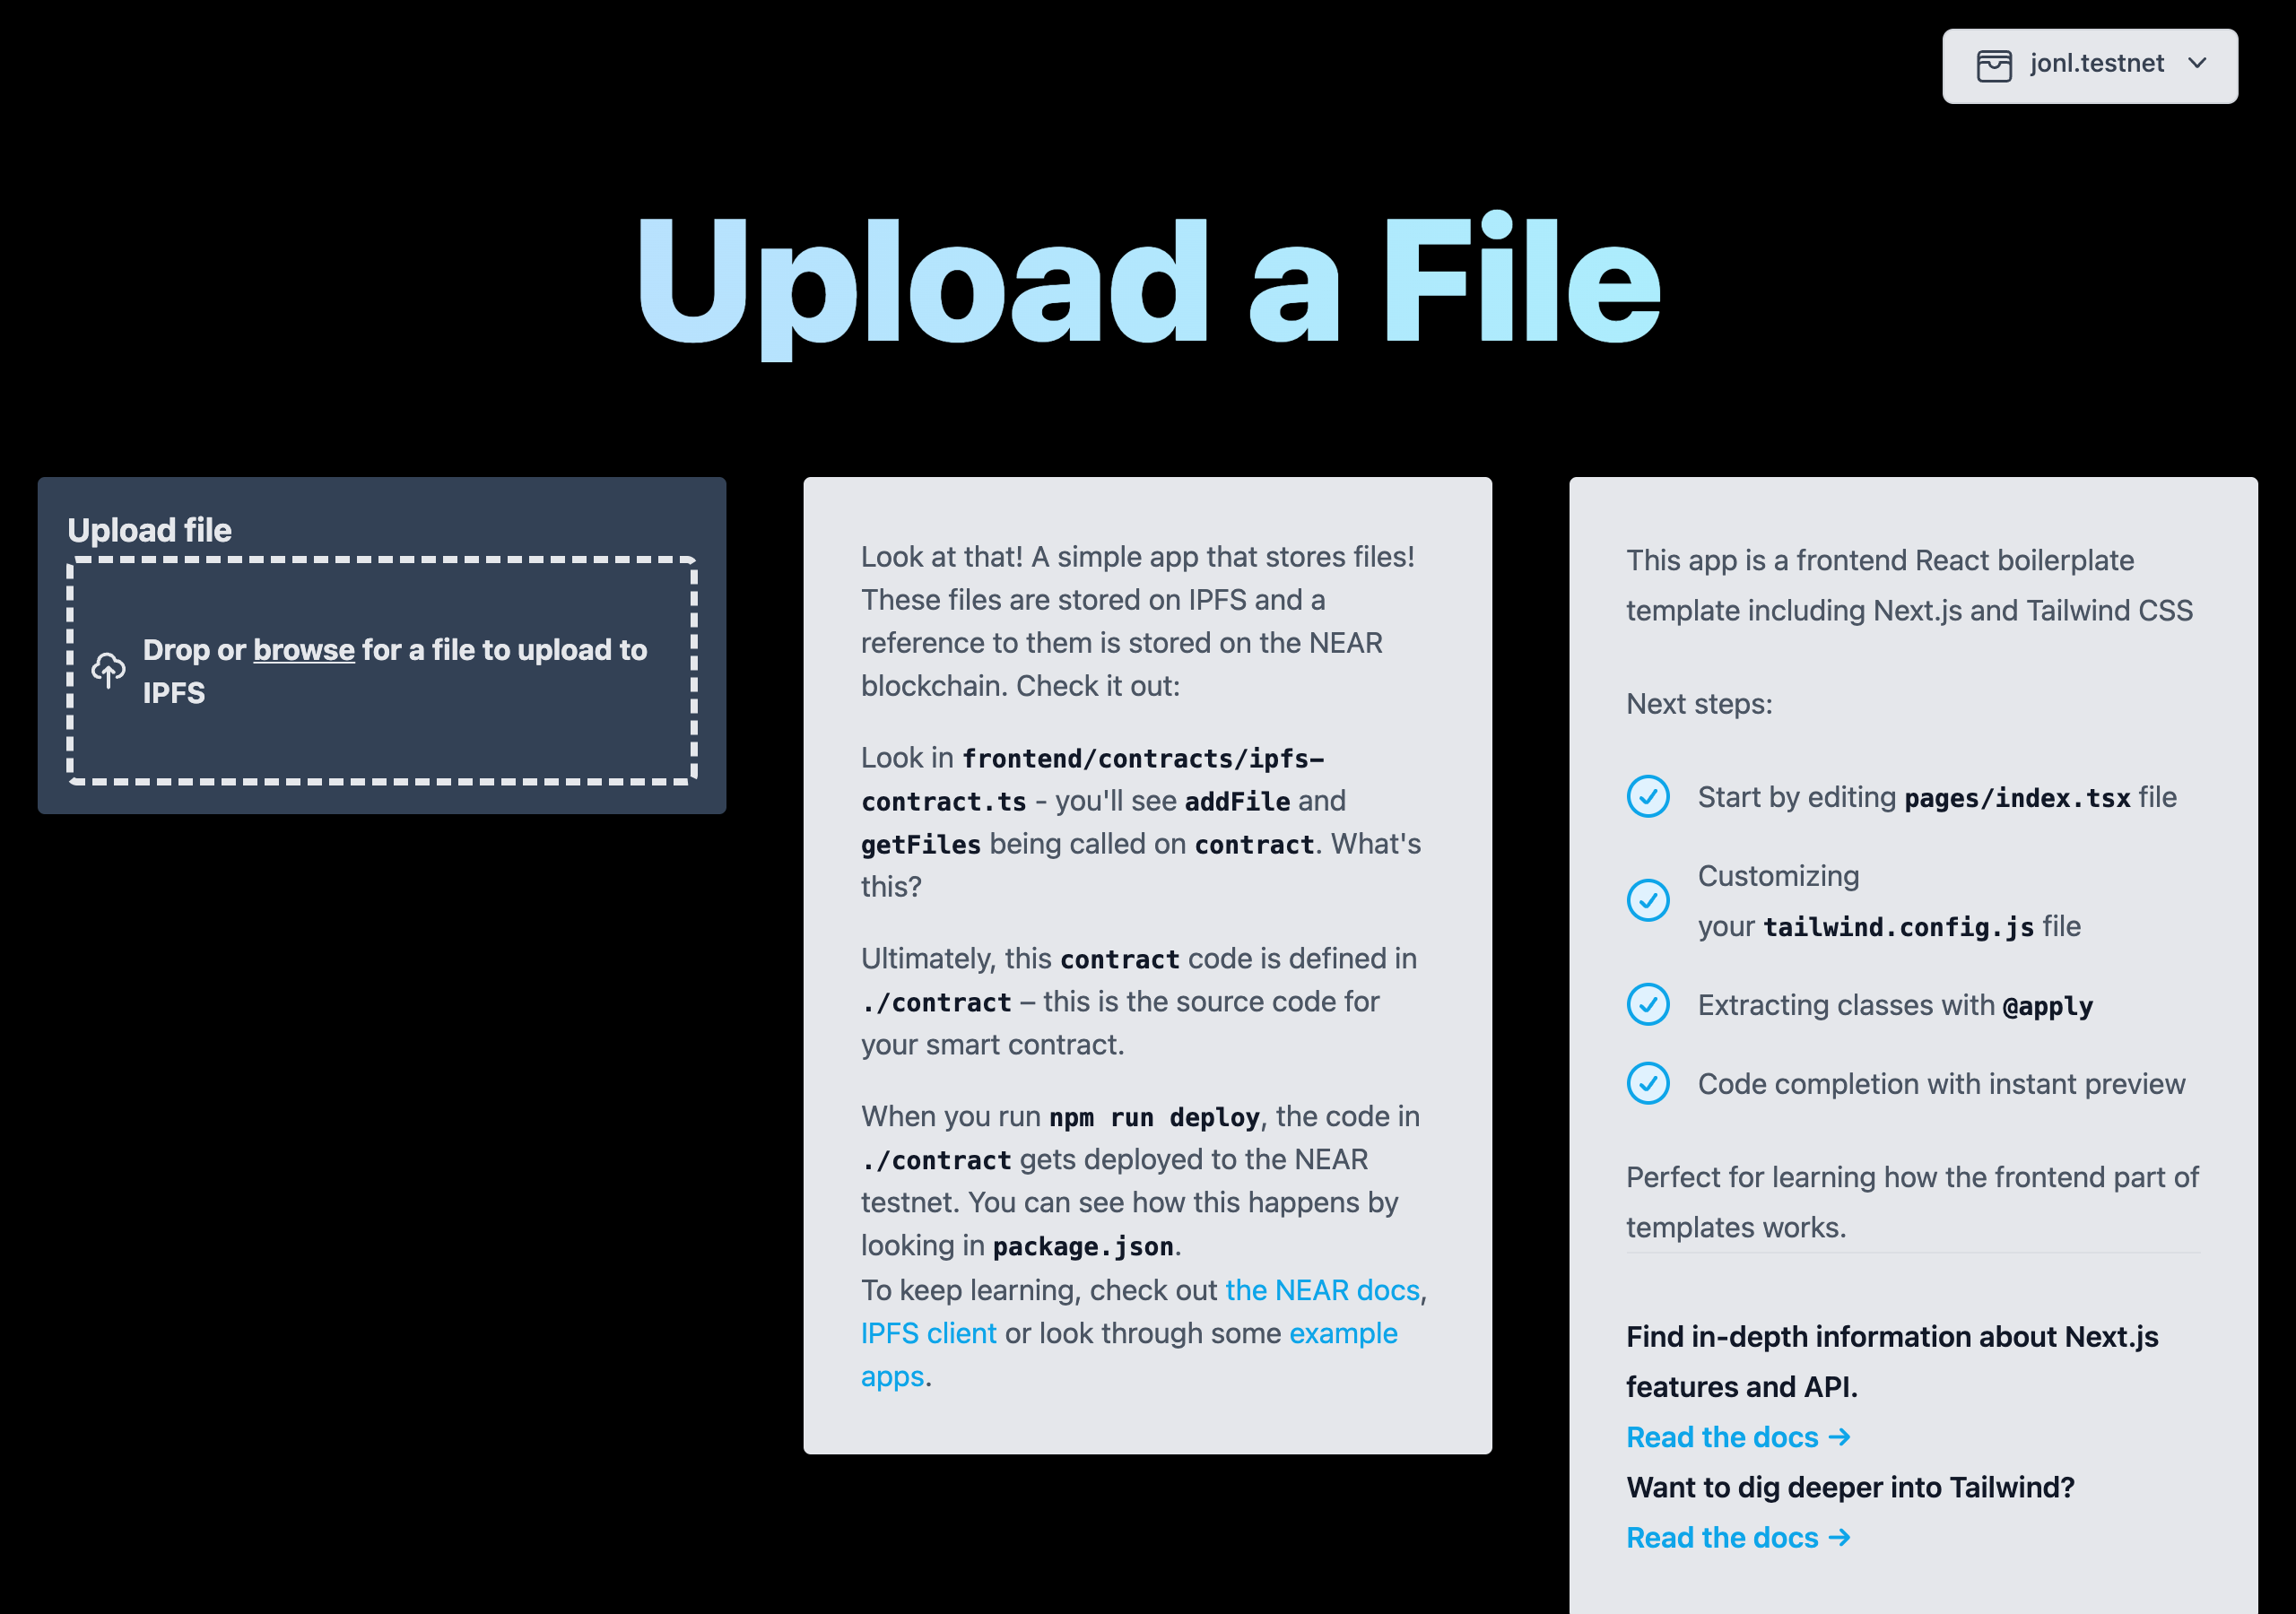 jonl.testnet
Upload a File
Upload file
Drop or browse for a file to upload to
IPFS
Look at that! A simple app that stores files!
These files are stored on IPFS and a
reference to them is stored on the NEAR
blockchain. Check it out:
Look in frontend/contracts/ipfs-
contract.ts - you'll see addFile and
getFiles being called on contract. What's
this?
Ultimately, this contract code is defined in
./contract – this is the source code for
your smart contract.
When you run npm run deploy, the code in
./contract gets deployed to the NEAR
testnet. You can see how this happens by
looking in package.json.
To keep learning, check out the NEAR docs,
IPFS client or look through some example
apps.
This app is a frontend React boilerplate
template including Next.js and Tailwind CSS
Next steps:
Start by editing pages/index.tsx file
Customizing
your tailwind.config.js file
Extracting classes with @apply
Code completion with instant preview
Perfect for learning how the frontend part of
templates works.
Find in-depth information about Next.js
features and API.
Read the docs →
Want to dig deeper into Tailwind?
Read the docs →